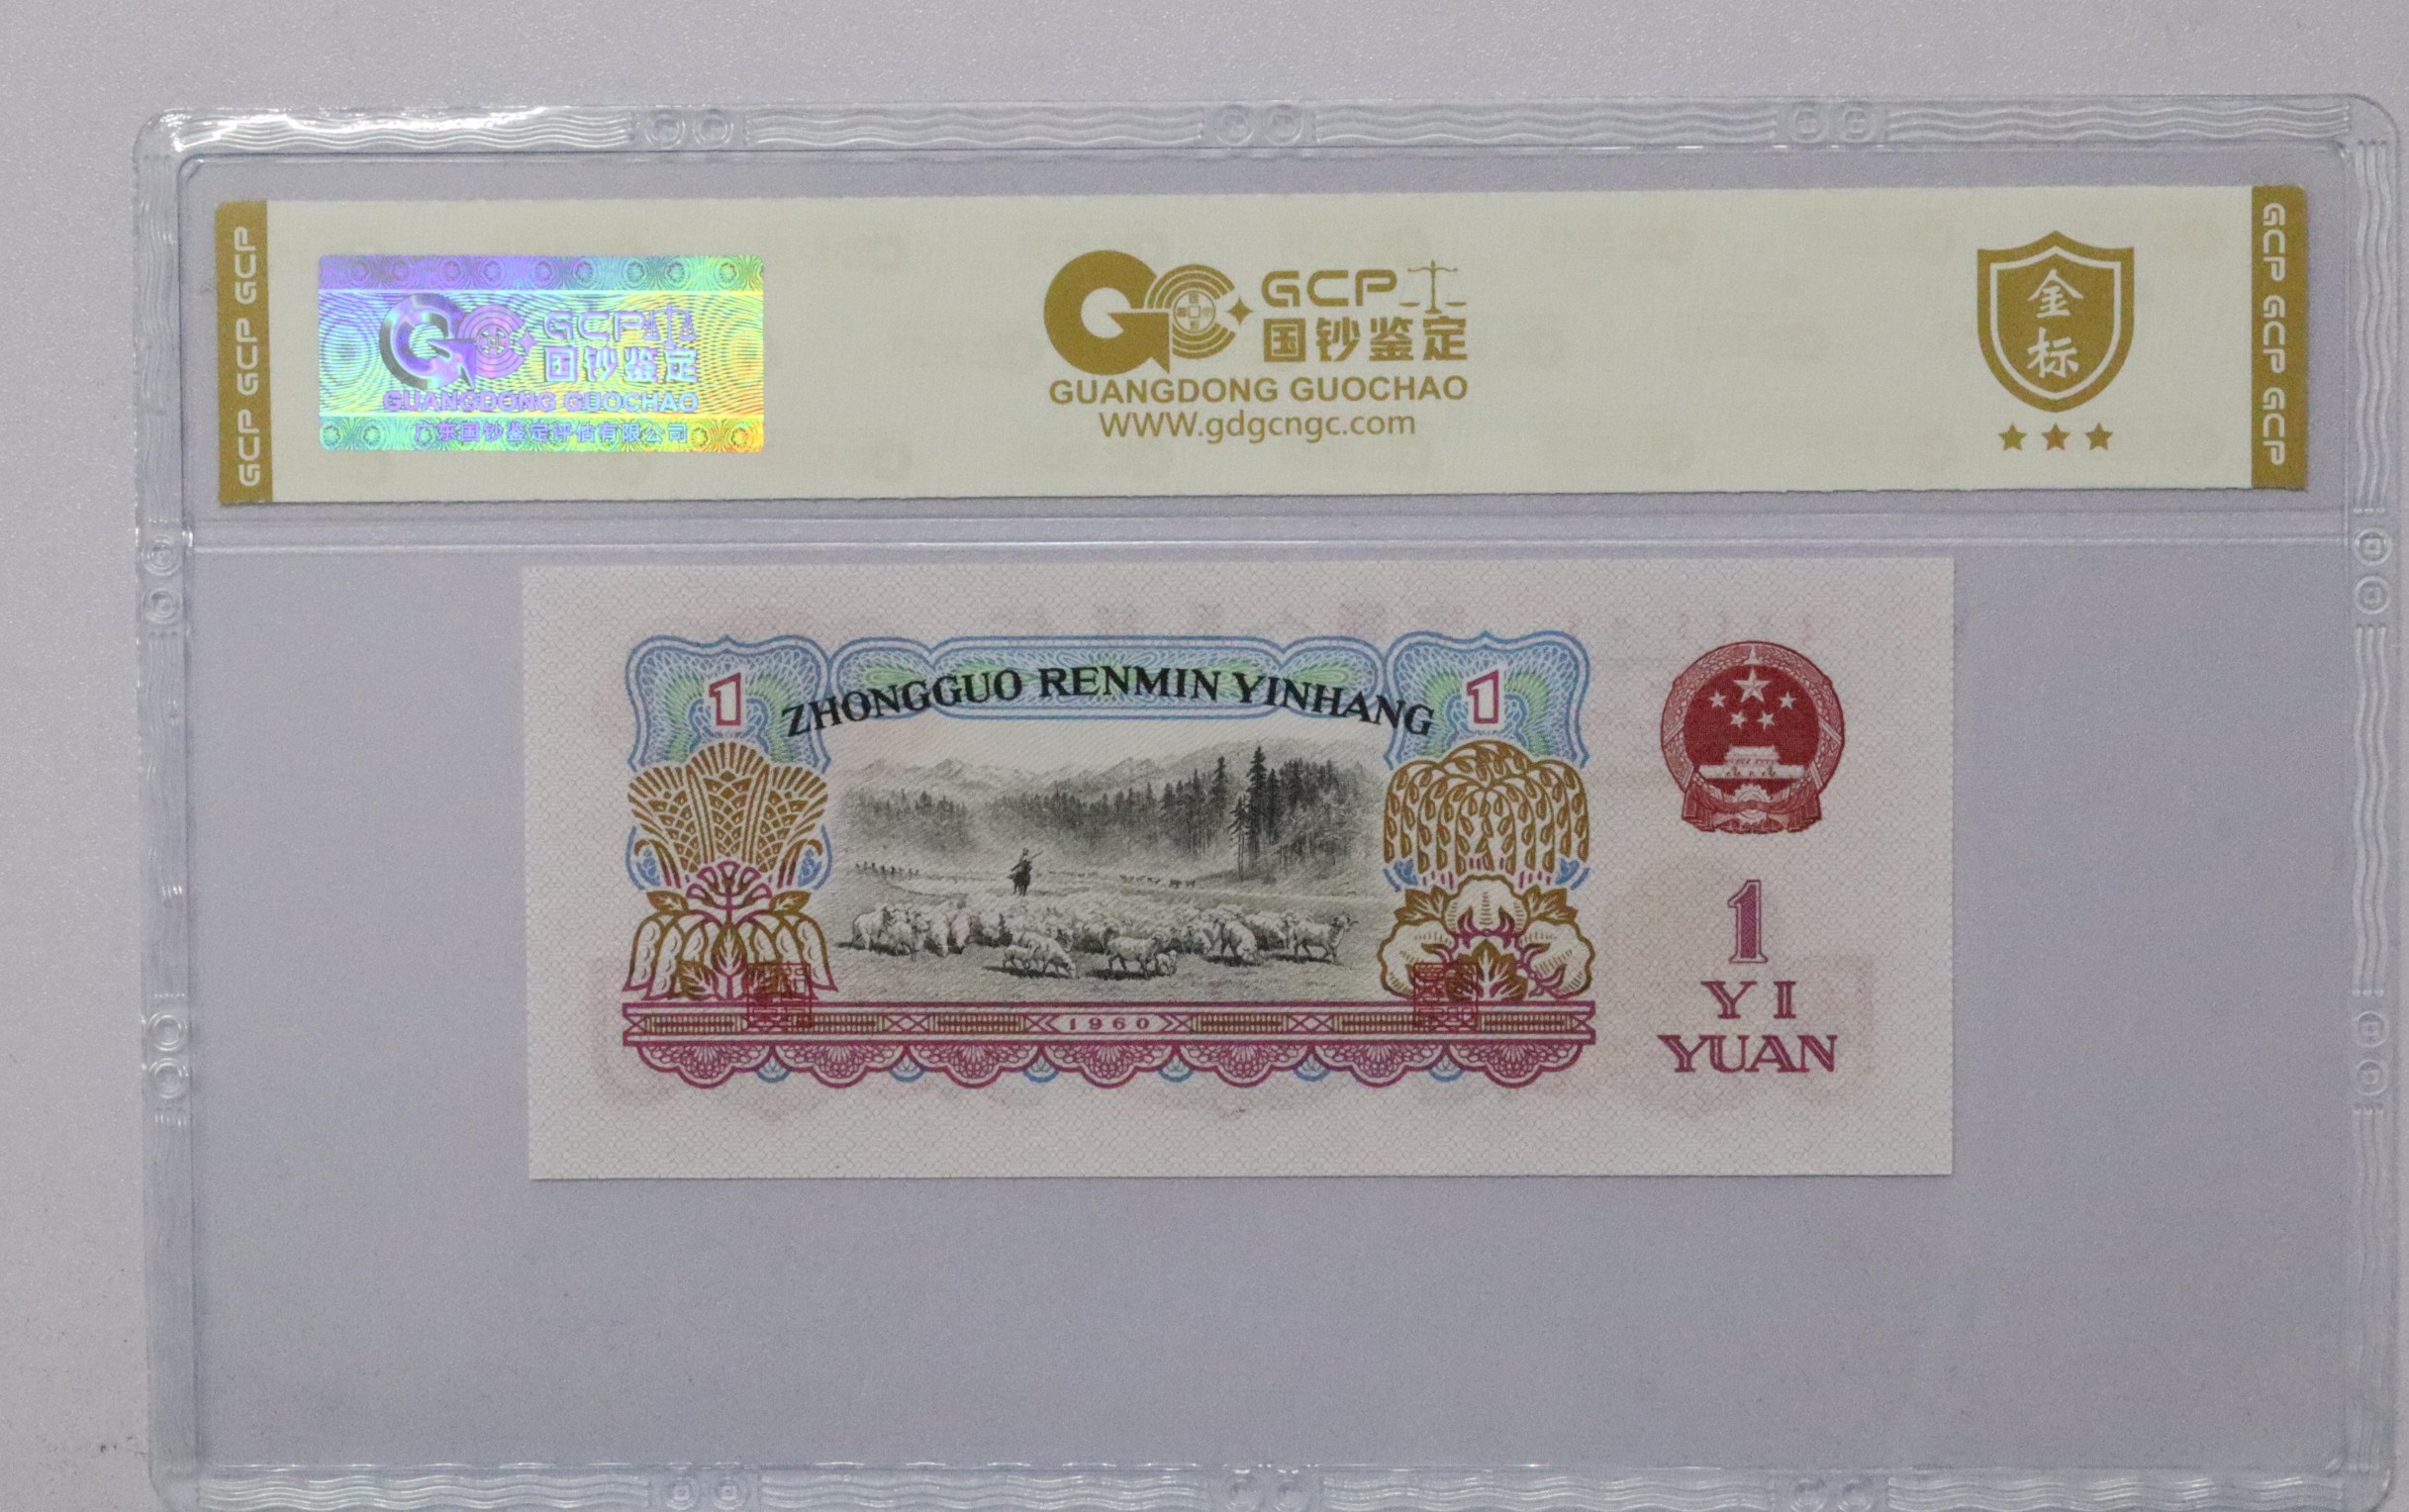 GCP GCP GCP
GCP
国钞鉴定
GUANGDONG GUOCHAO
广东国钞鉴定评估有限公司
GCP
国钞鉴定
GUANGDONG GUOCHAO
WWW.gdgcngc.com
金
标
GCP GCP GCP
1
ZHONGGUO RENMIN YINHANG
1
1960
1
YI
YUAN